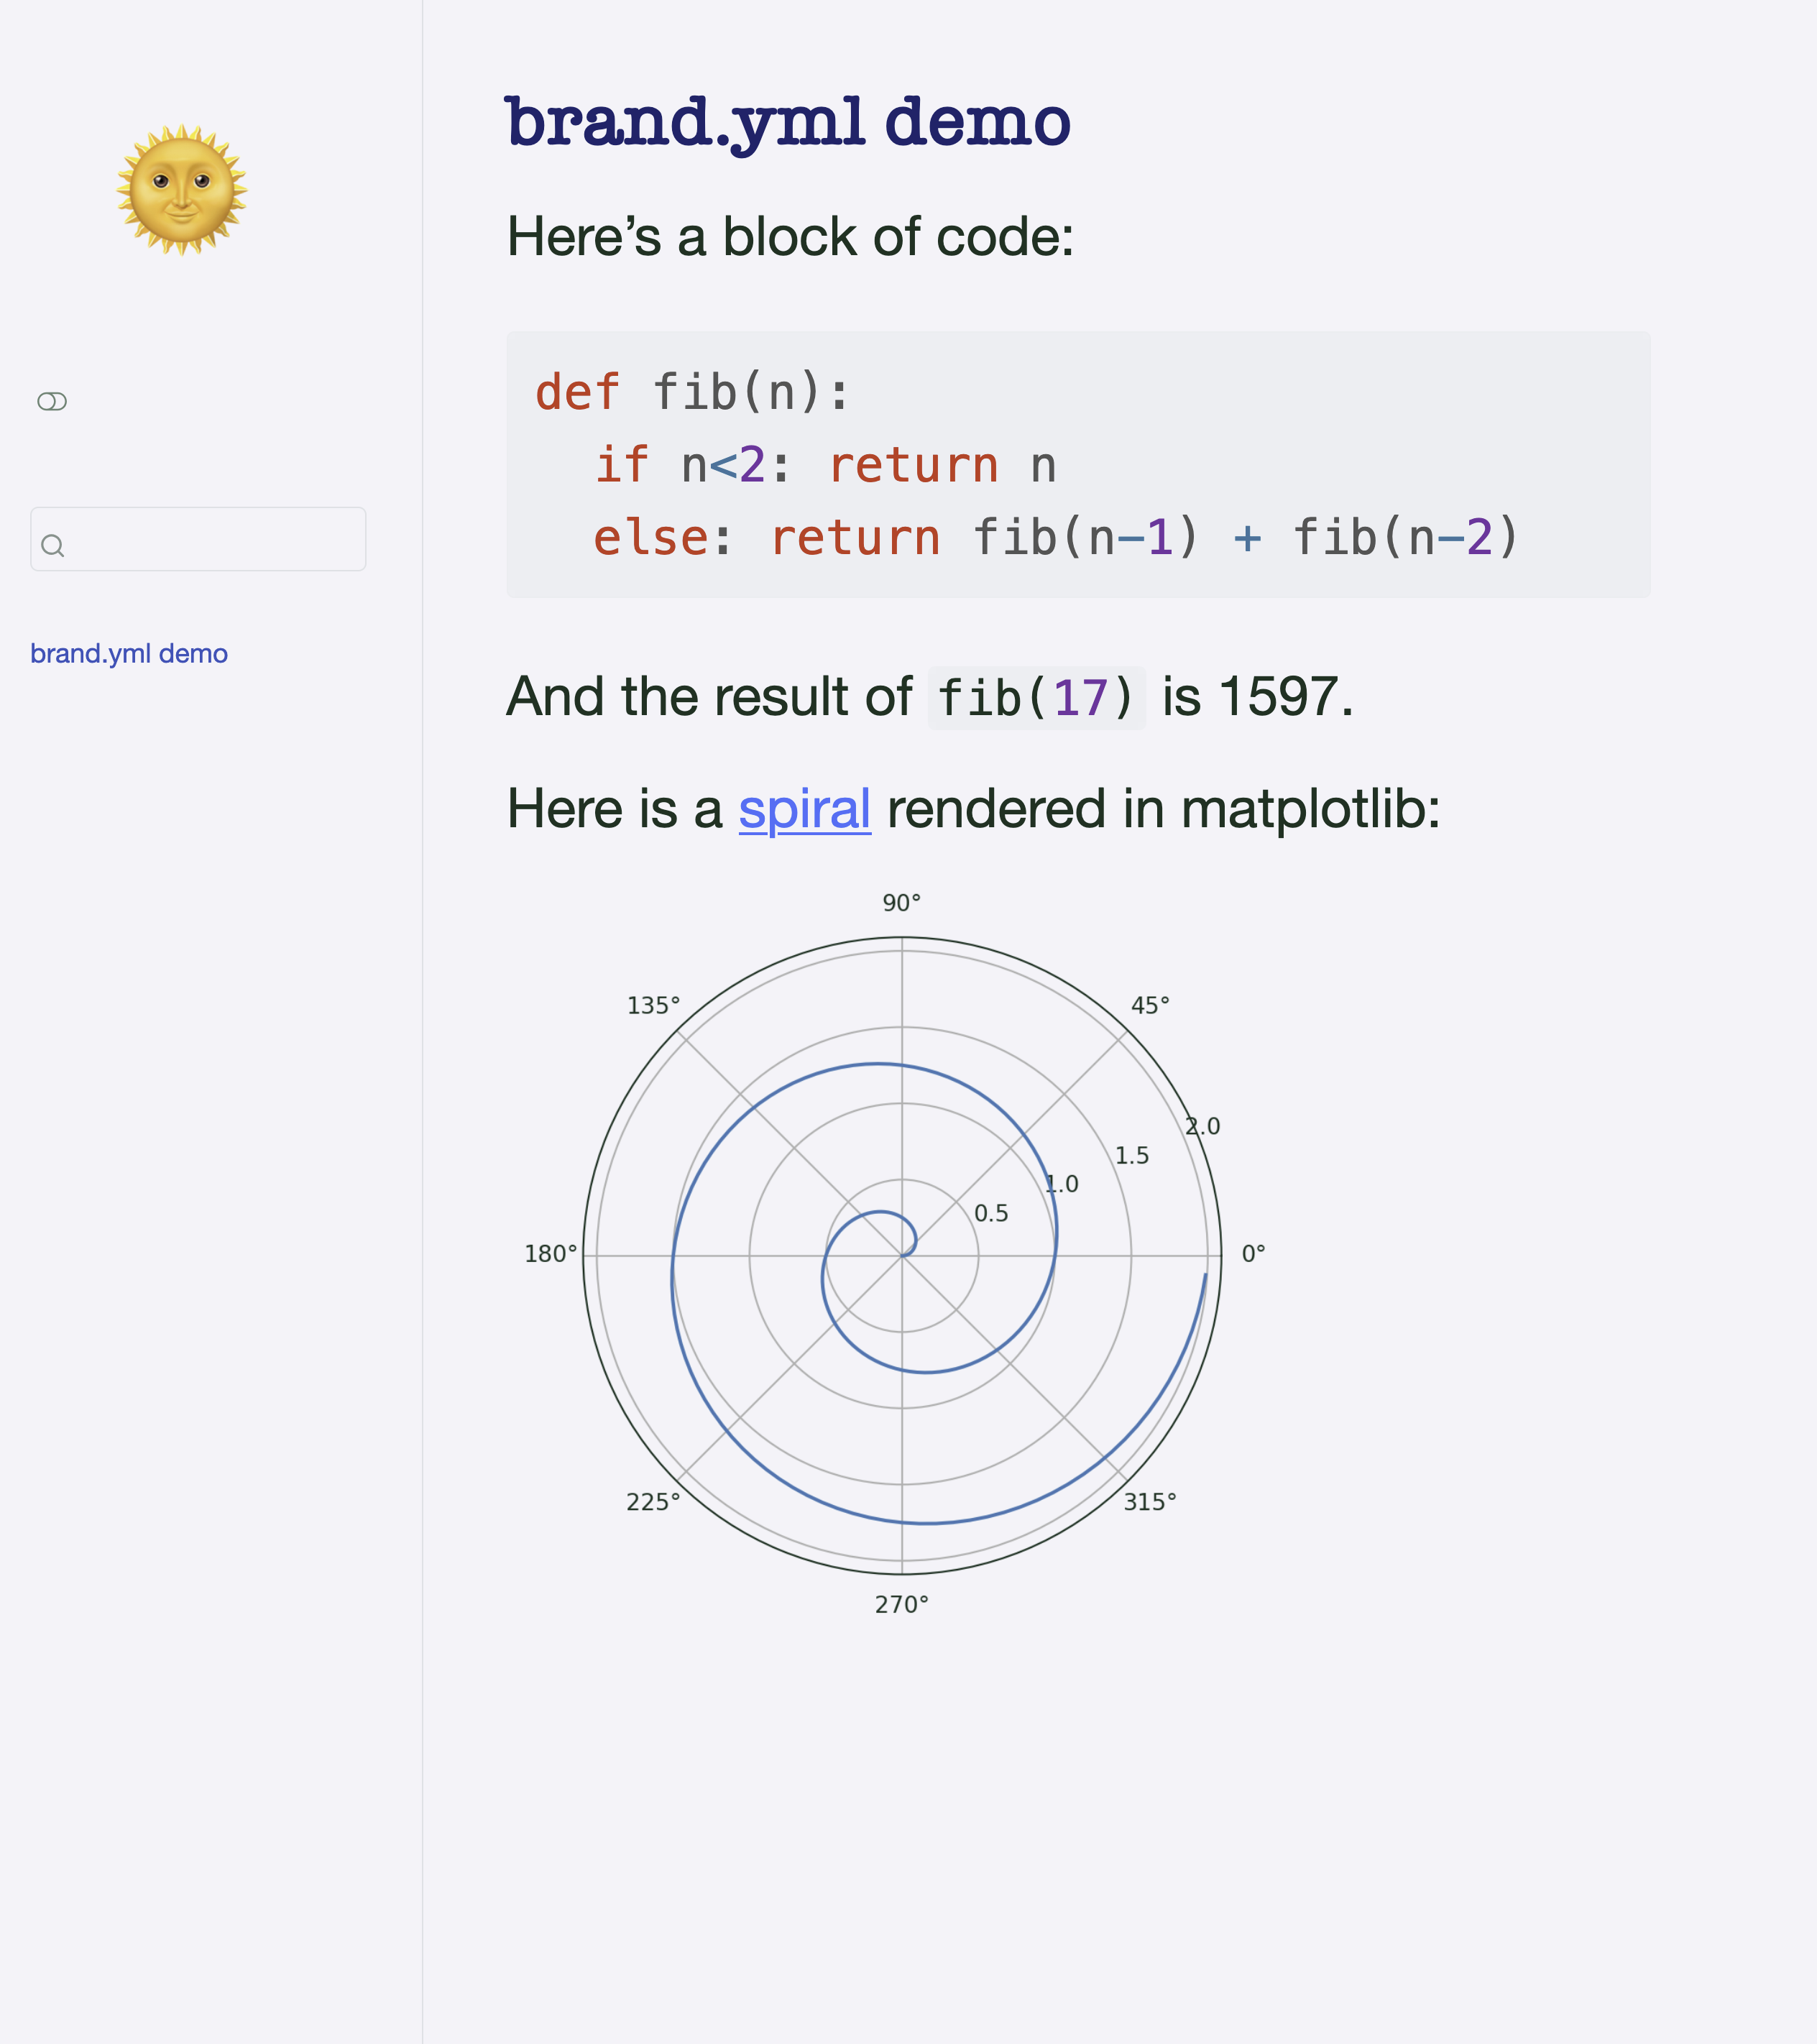 brand.yml demo
brand.yml demo
Here’s a block of code:
def fib(n):
  if n<2: return n
  else: return fib(n−1) + fib(n−2)
And the result of fib(17) is 1597.
Here is a spiral rendered in matplotlib:
90°
135°
45°
2.0
1.5
1.0
0.5
180°
0°
225°
315°
270°